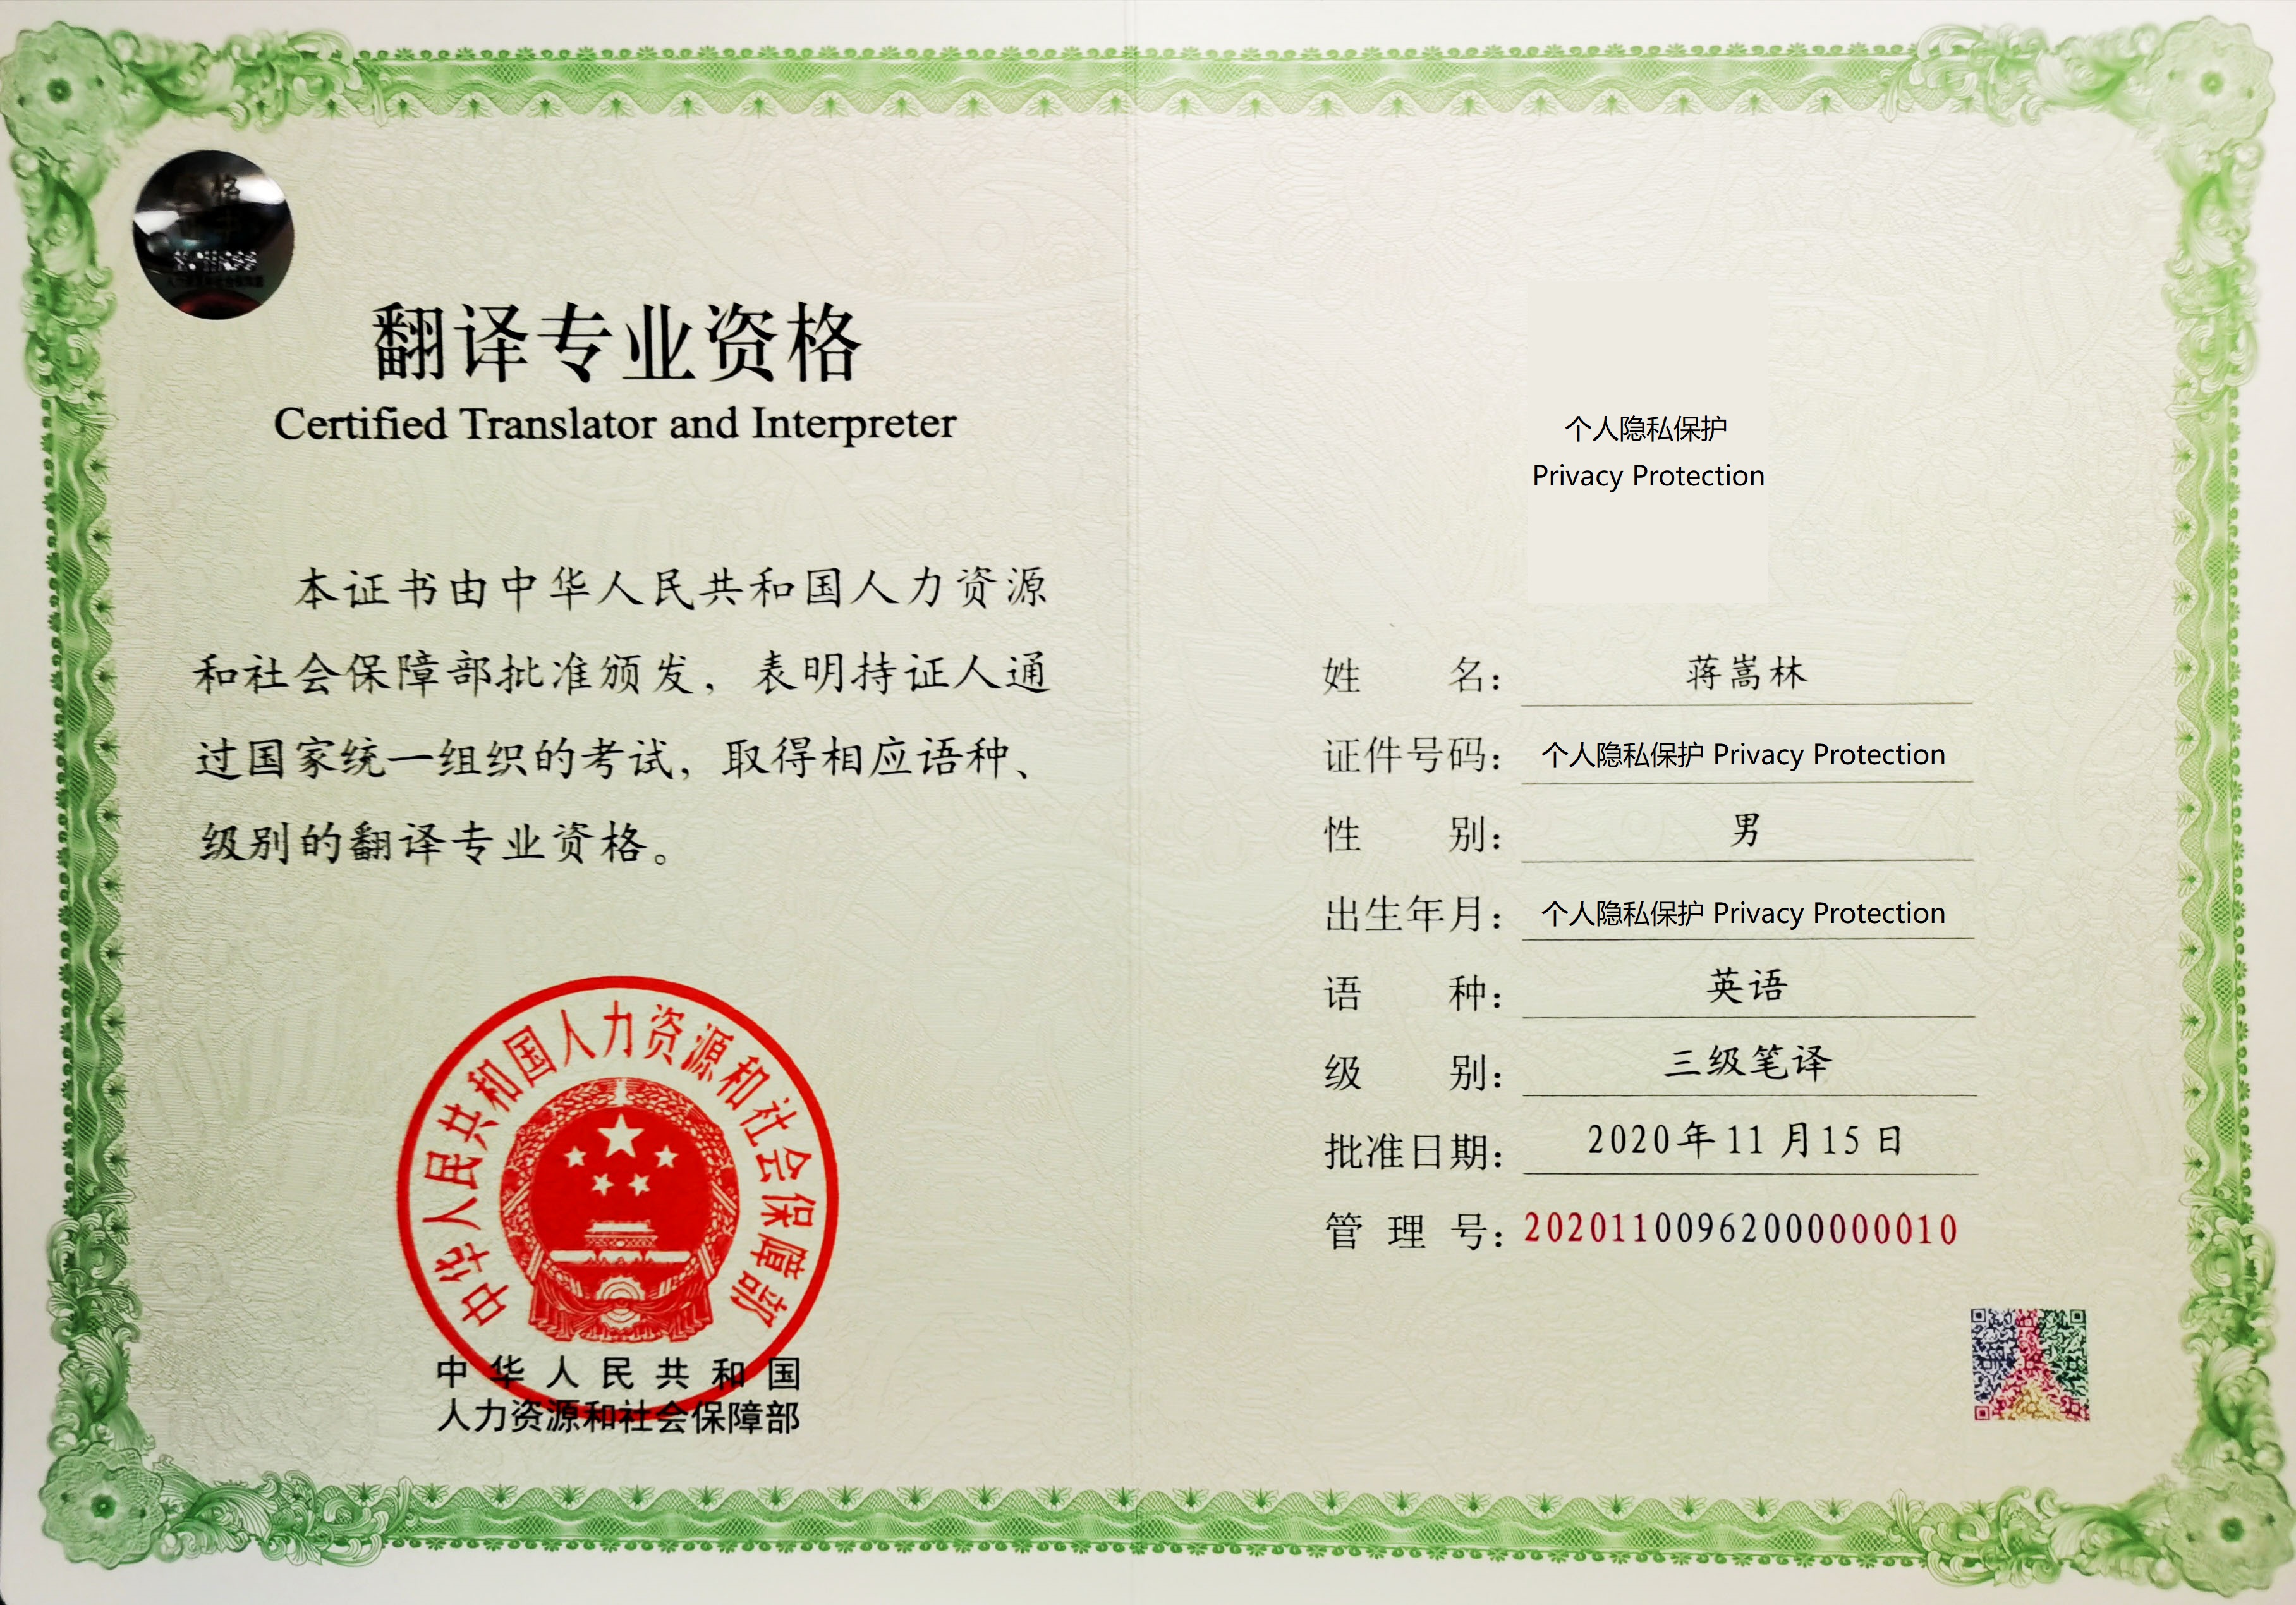 翻译专业资格
Certified Translator and Interpreter
本证书由中华人民共和国人力资源
和社会保障部批准颁发，表明持证人通
过国家统一组织的考试，取得相应语种、
级别的翻译专业资格。
中华人民共和国人力资源和社会保障部
中华人民共和国
人力资源和社会保障部
个人隐私保护
Privacy Protection
姓名：蒋嵩林
证件号码：个人隐私保护 Privacy Protection
性别：男
出生年月：个人隐私保护 Privacy Protection
语种：英语
级别：三级笔译
批准日期：2020年11月15日
管理号：20201100962000000010